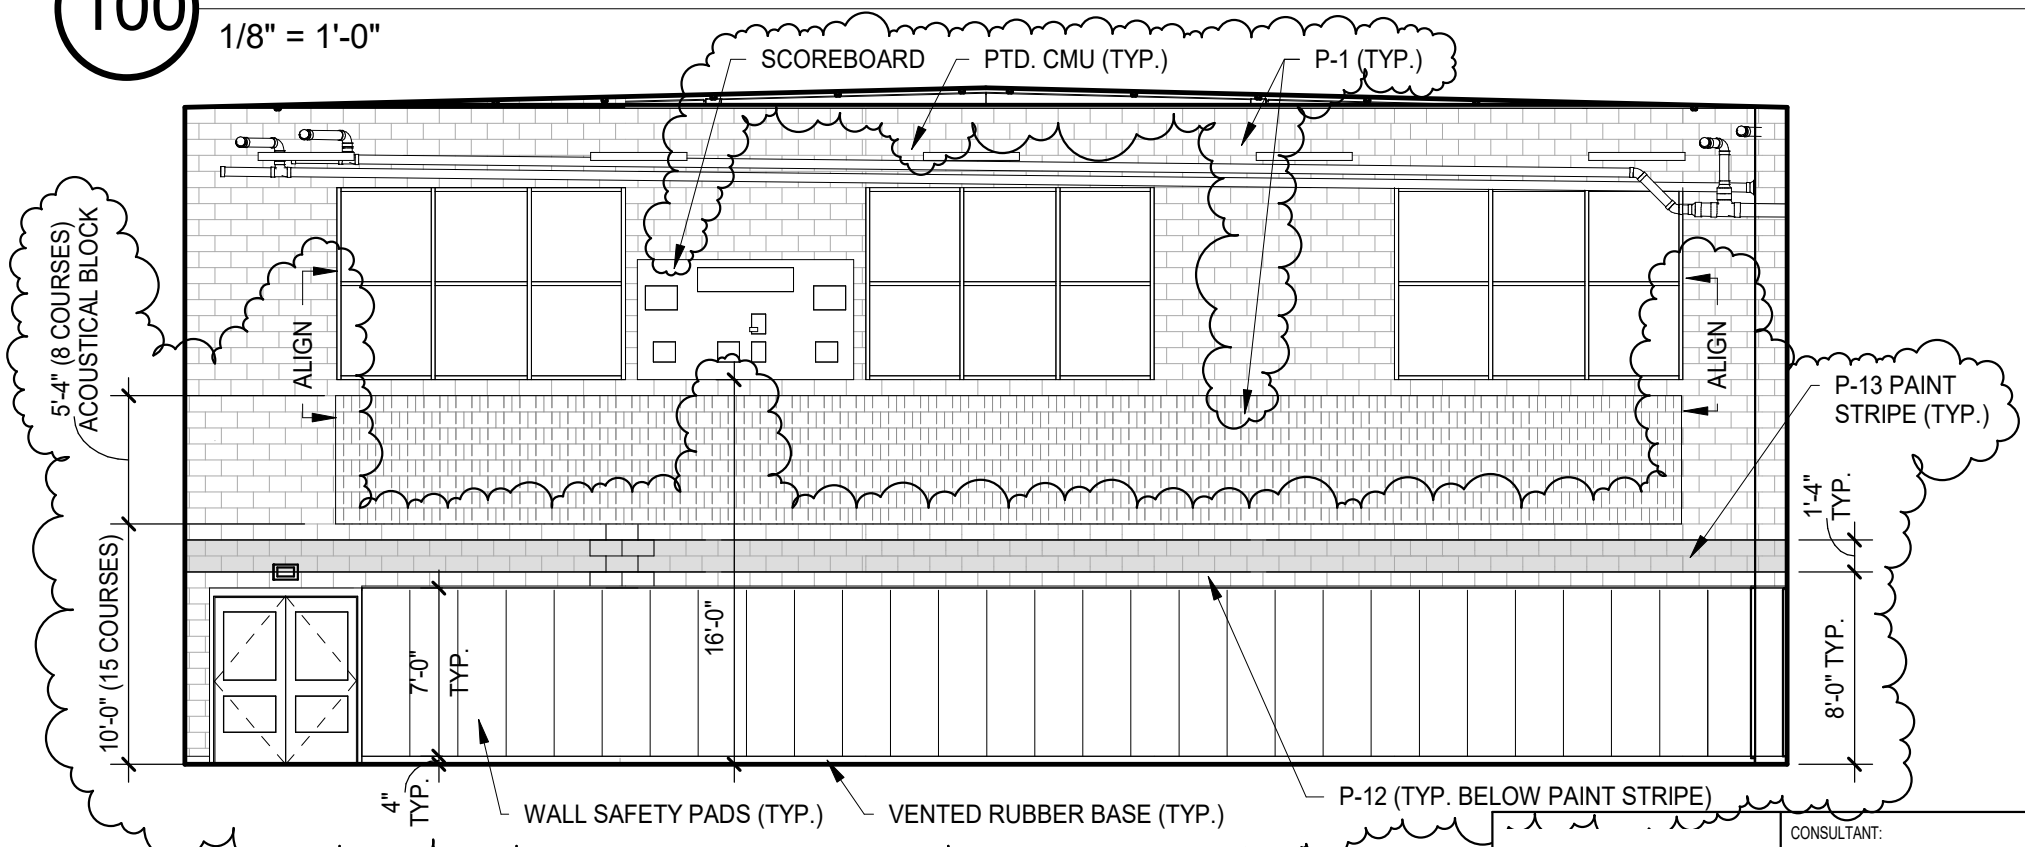 100
1/8" = 1'-0"
SCOREBOARD
PTD. CMU (TYP.)
P-1 (TYP.)
5'-4" (8 COURSES)
ACOUSTICAL BLOCK
ALIGN
ALIGN
P-13 PAINT
STRIPE (TYP.)
1'-4"
TYP.
10'-0" (15 COURSES)
7'-0"
TYP.
16'-0"
8'-0" TYP.
4"
TYP.
WALL SAFETY PADS (TYP.)
VENTED RUBBER BASE (TYP.)
P-12 (TYP. BELOW PAINT STRIPE)
CONSULTANT: